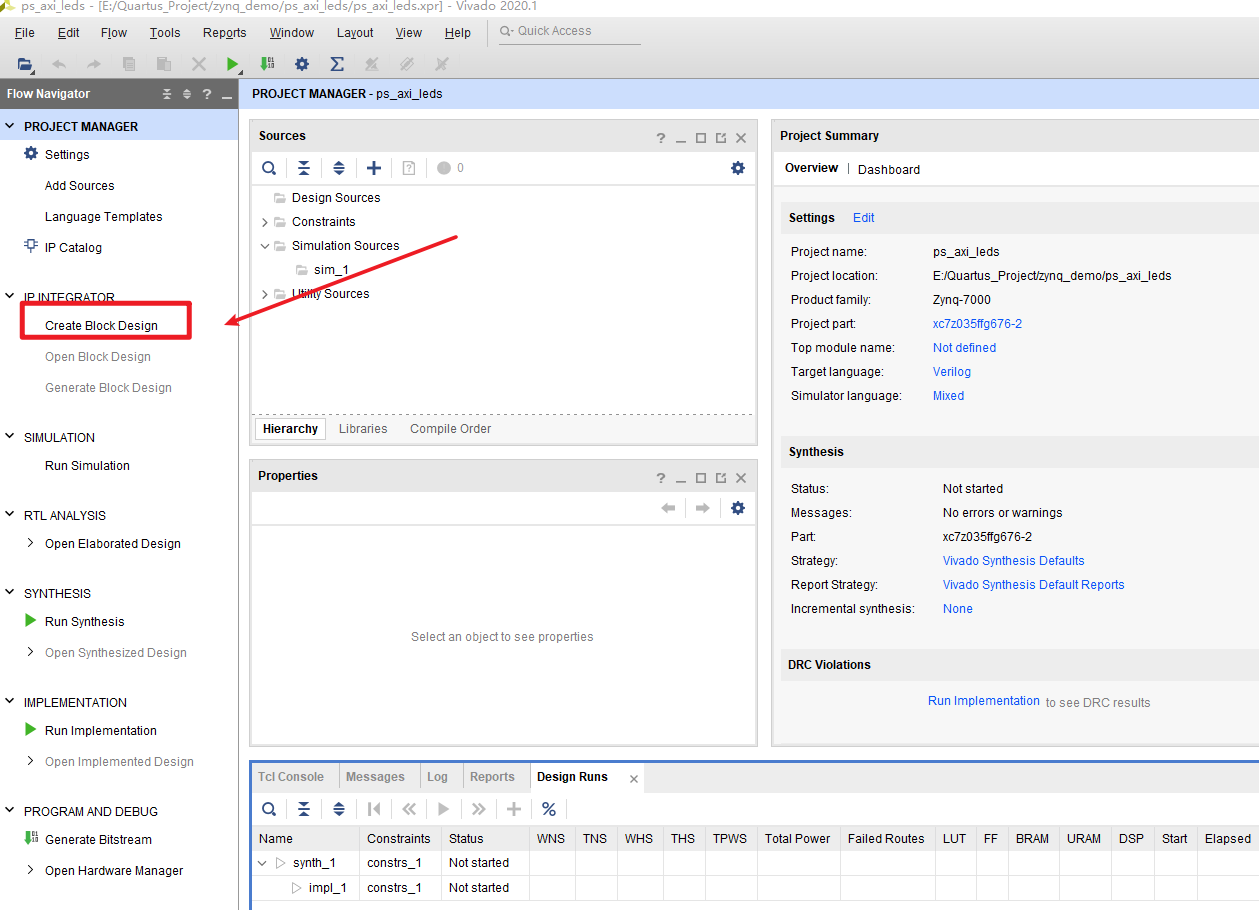 ps_axi_leds - [E:/Quartus_Project/zynq_demo/ps_axi_leds/ps_axi_leds.xpr] - Vivado 2020.1
File Edit Flow Tools Reports Window Layout View Help Quick Access
Flow Navigator
PROJECT MANAGER - ps_axi_leds
PROJECT MANAGER
Settings
Add Sources
Language Templates
IP Catalog
IP INTEGRATOR
Create Block Design
Open Block Design
Generate Block Design
SIMULATION
Run Simulation
RTL ANALYSIS
Open Elaborated Design
SYNTHESIS
Run Synthesis
Open Synthesized Design
IMPLEMENTATION
Run Implementation
Open Implemented Design
PROGRAM AND DEBUG
Generate Bitstream
Open Hardware Manager
Sources
0
Design Sources
Constraints
Simulation Sources
sim_1
Utility Sources
Hierarchy Libraries Compile Order
Properties
Select an object to see properties
Project Summary
Overview | Dashboard
Settings Edit
Project name: ps_axi_leds
Project location: E:/Quartus_Project/zynq_demo/ps_axi_leds
Product family: Zynq-7000
Project part: xc7z035ffg676-2
Top module name: Not defined
Target language: Verilog
Simulator language: Mixed
Synthesis
Status: Not started
Messages: No errors or warnings
Part: xc7z035ffg676-2
Strategy: Vivado Synthesis Defaults
Report Strategy: Vivado Synthesis Default Reports
Incremental synthesis: None
DRC Violations
Run Implementation to see DRC results
Tcl Console Messages Log Reports Design Runs
Name Constraints Status WNS TNS WHS THS TPWS Total Power Failed Routes LUT FF BRAM URAM DSP Start Elapsed
synth_1 constrs_1 Not started
impl_1 constrs_1 Not started